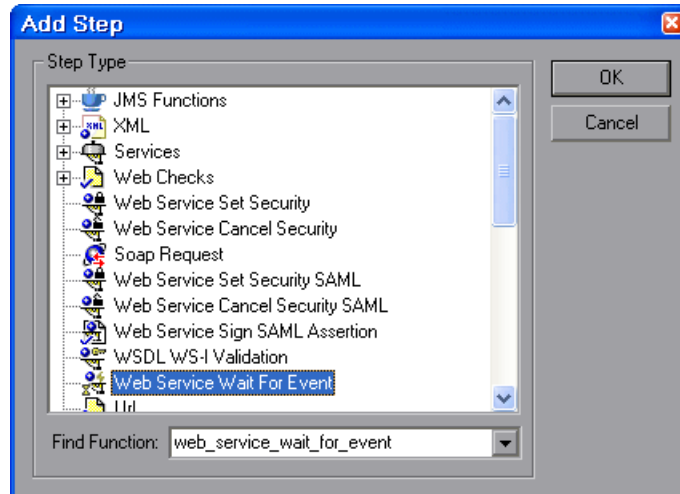 Add Step
Step Type
OK
Cancel
JMS Functions
XML
Services
Web Checks
Web Service Set Security
Web Service Cancel Security
Soap Request
Web Service Set Security SAML
Web Service Cancel Security SAML
Web Service Sign SAML Assertion
WSDL WS-I Validation
Web Service Wait For Event
Url
Find Function: web_service_wait_for_event